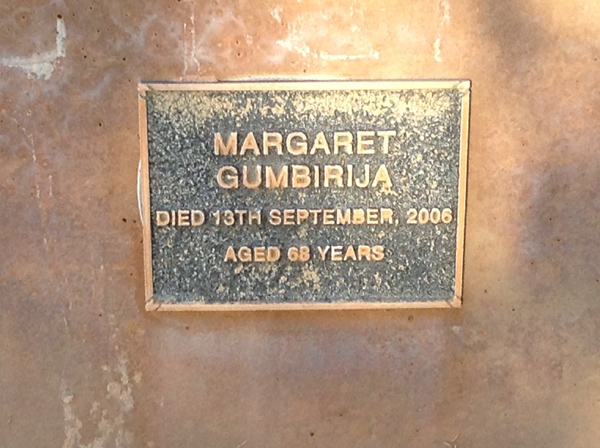 MARGARET
GUMBIRIJA
DIED 13TH SEPTEMBER, 2006
AGED 68 YEARS